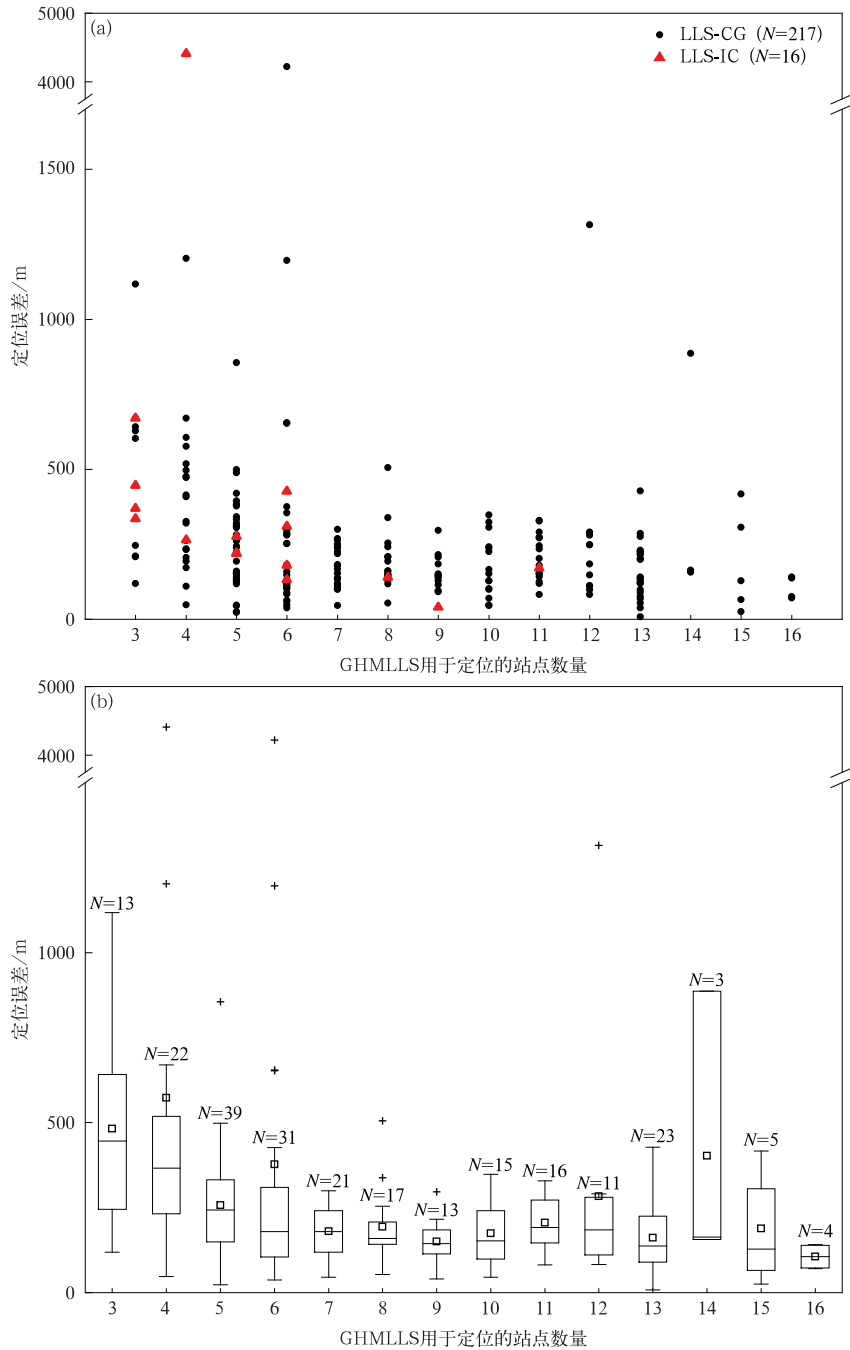 (a)
LLS-CG (N=217)
LLS-IC (N=16)
5000
4000
1500
1000
500
0
定位误差/m
3 4 5 6 7 8 9 10 11 12 13 14 15 16
GHMLLS用于定位的站点数量
(b)
5000
4000
1000
500
0
定位误差/m
N=13
N=22
N=39
N=31
N=21
N=17
N=13
N=15
N=16
N=11
N=23
N=3
N=5
N=4
3 4 5 6 7 8 9 10 11 12 13 14 15 16
GHMLLS用于定位的站点数量